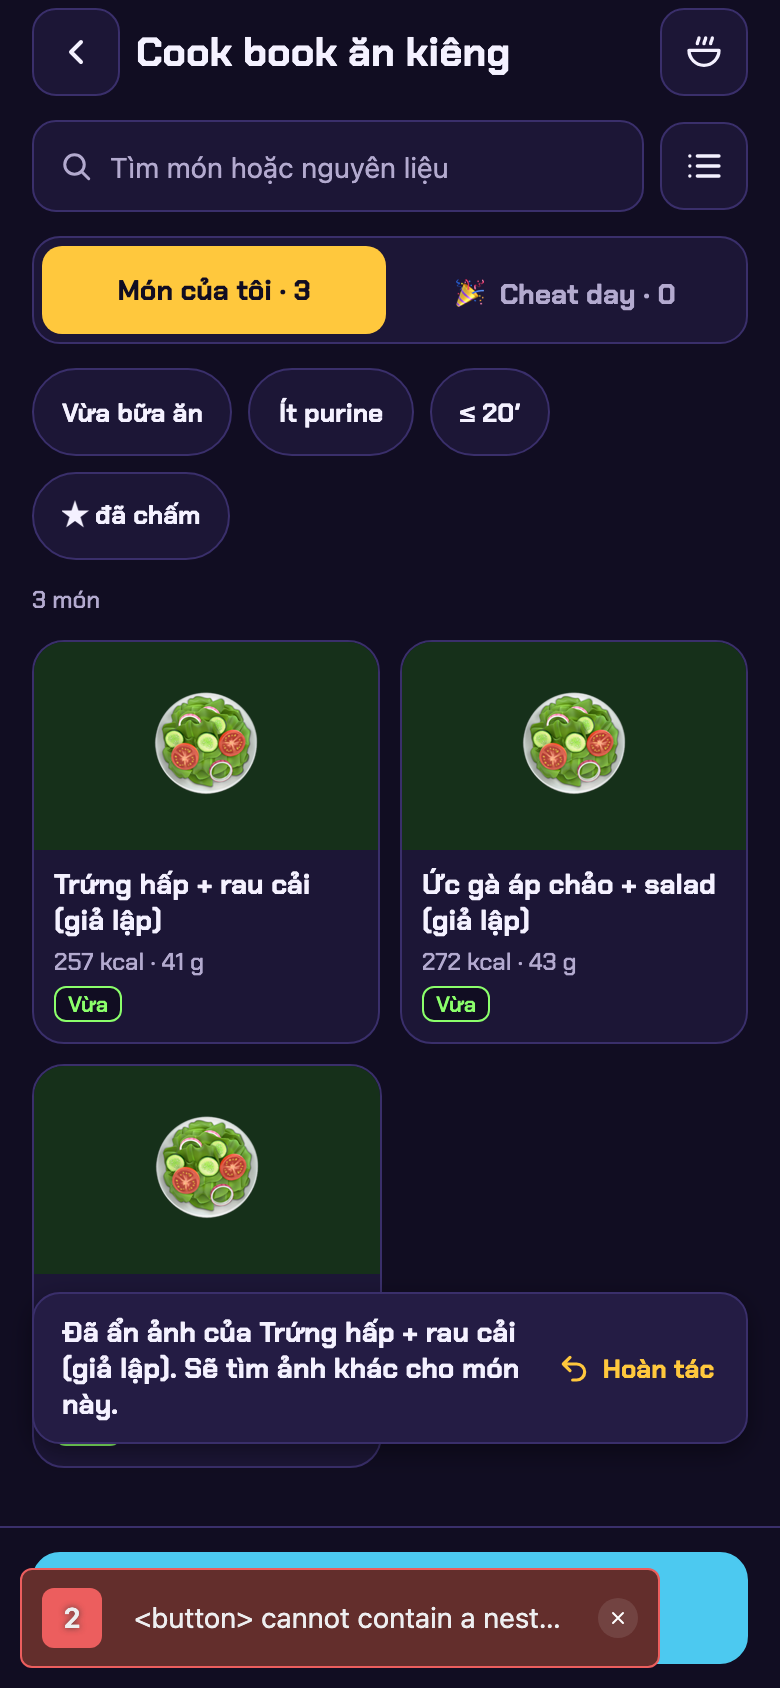 Cook book ăn kiêng
Tìm món hoặc nguyên liệu
Món của tôi · 3
Cheat day · 0
Vừa bữa ăn
Ít purine
≤ 20′
★ đã chấm
3 món
Trứng hấp + rau cải
(giả lập)
257 kcal · 41 g
Vừa
Ức gà áp chảo + salad
(giả lập)
272 kcal · 43 g
Vừa
Đã ẩn ảnh của Trứng hấp + rau cải
(giả lập). Sẽ tìm ảnh khác cho món
này.
Hoàn tác
2 <button> cannot contain a nest...